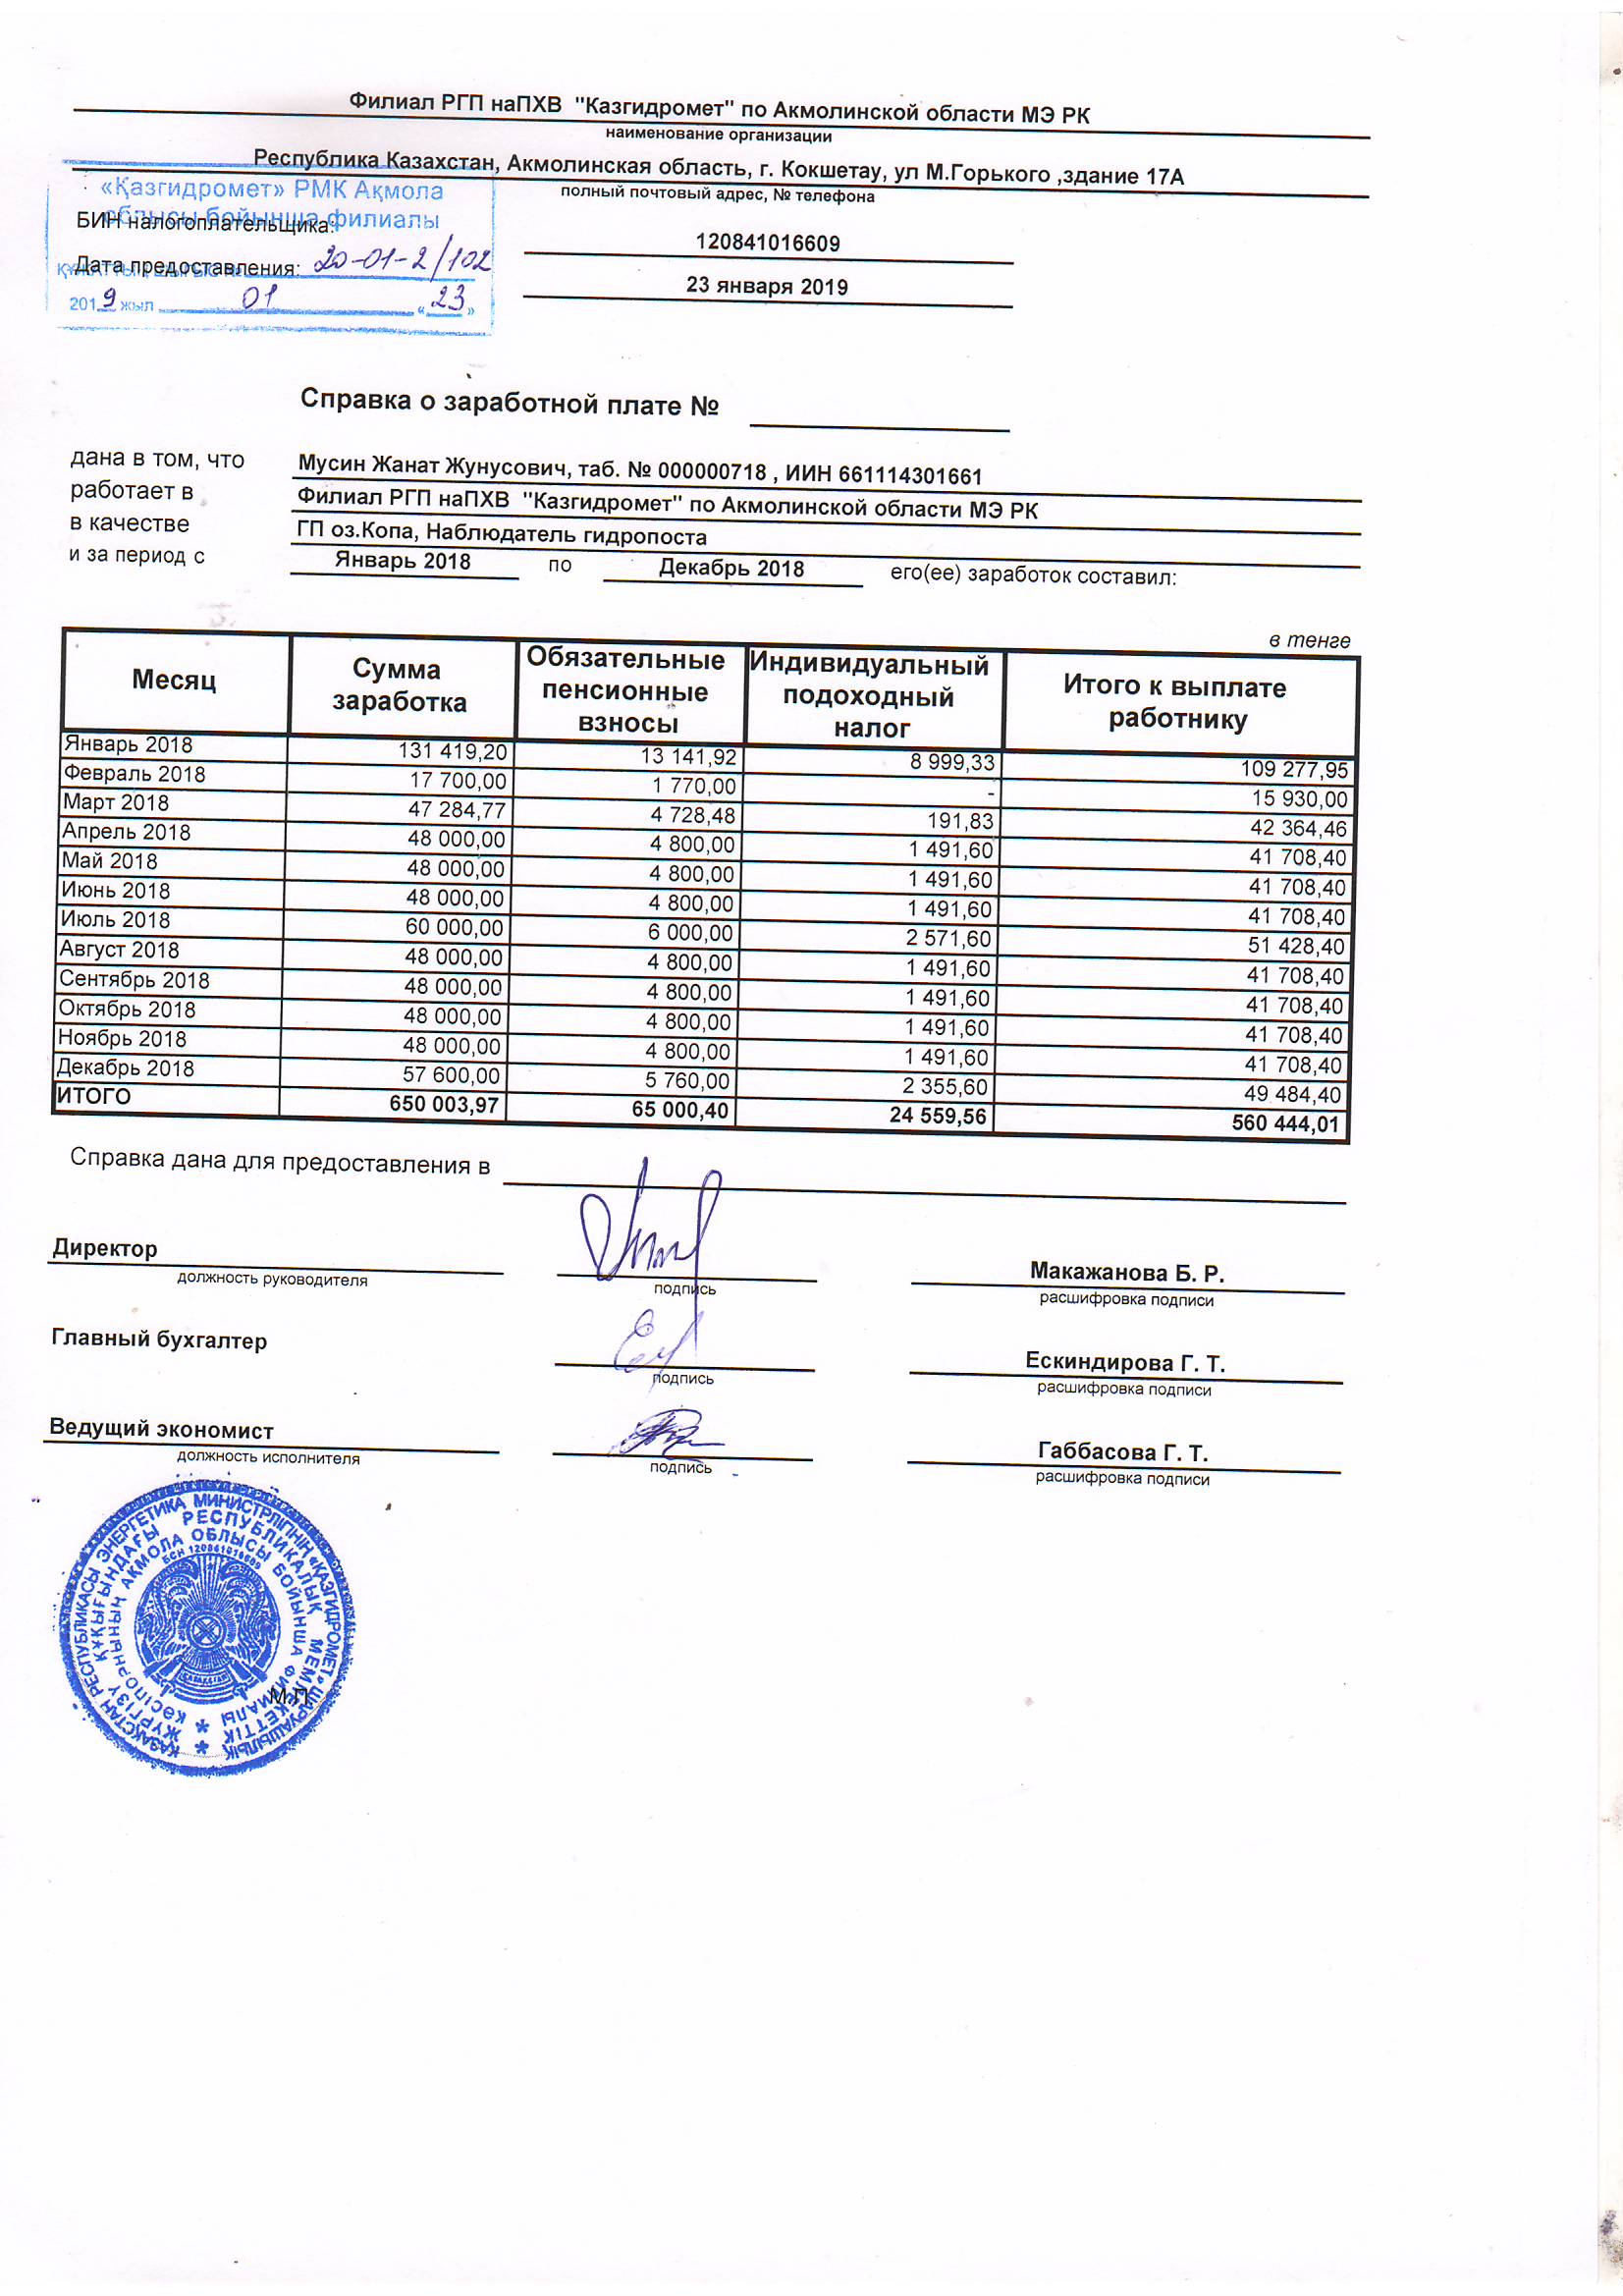 Филиал РГП наПХВ "Казгидромет" по Акмолинской области МЭ РК
наименование организации
Республика Казахстан, Акмолинская область, г. Кокшетау, ул М.Горького ,здание 17А
полный почтовый адрес, № телефона
«Қазгидромет» РМК Ақмола
облысы бойынша филиалы
БИН налогоплательщика: 120841016609
20-01-2/102
Дата предоставления: 23 января 2019
2019 жыл 01 «23»
Справка о заработной плате №
дана в том, что Мусин Жанат Жунусович, таб. № 000000718 , ИИН 661114301661
работает в Филиал РГП наПХВ "Казгидромет" по Акмолинской области МЭ РК
в качестве ГП оз.Копа, Наблюдатель гидропоста
и за период с Январь 2018 по Декабрь 2018 его(ее) заработок составил:
в тенге
Месяц Сумма заработка Обязательные пенсионные взносы Индивидуальный подоходный налог Итого к выплате работнику
Январь 2018 131 419,20 13 141,92 8 999,33 109 277,95
Февраль 2018 17 700,00 1 770,00 - 15 930,00
Март 2018 47 284,77 4 728,48 191,83 42 364,46
Апрель 2018 48 000,00 4 800,00 1 491,60 41 708,40
Май 2018 48 000,00 4 800,00 1 491,60 41 708,40
Июнь 2018 48 000,00 4 800,00 1 491,60 41 708,40
Июль 2018 60 000,00 6 000,00 2 571,60 51 428,40
Август 2018 48 000,00 4 800,00 1 491,60 41 708,40
Сентябрь 2018 48 000,00 4 800,00 1 491,60 41 708,40
Октябрь 2018 48 000,00 4 800,00 1 491,60 41 708,40
Ноябрь 2018 48 000,00 4 800,00 1 491,60 41 708,40
Декабрь 2018 57 600,00 5 760,00 2 355,60 49 484,40
ИТОГО 650 003,97 65 000,40 24 559,56 560 444,01
Справка дана для предоставления в
Директор Макажанова Б. Р.
должность руководителя подпись расшифровка подписи
Главный бухгалтер Ескиндирова Г. Т.
подпись расшифровка подписи
Ведущий экономист Габбасова Г. Т.
должность исполнителя подпись расшифровка подписи
ҚАЗАҚСТАН РЕСПУБЛИКАСЫ ЭНЕРГЕТИКА МИНИСТРЛІГІНІҢ «ҚАЗГИДРОМЕТ» ШАРУАШЫЛЫҚ
ЖҮРГІЗУ ҚҰҚЫҒЫНДАҒЫ РЕСПУБЛИКАЛЫҚ МЕМЛЕКЕТТІК
КӘСІПОРНЫНЫҢ АҚМОЛА ОБЛЫСЫ БОЙЫНША ФИЛИАЛЫ
БСН 120841016609
М.П.